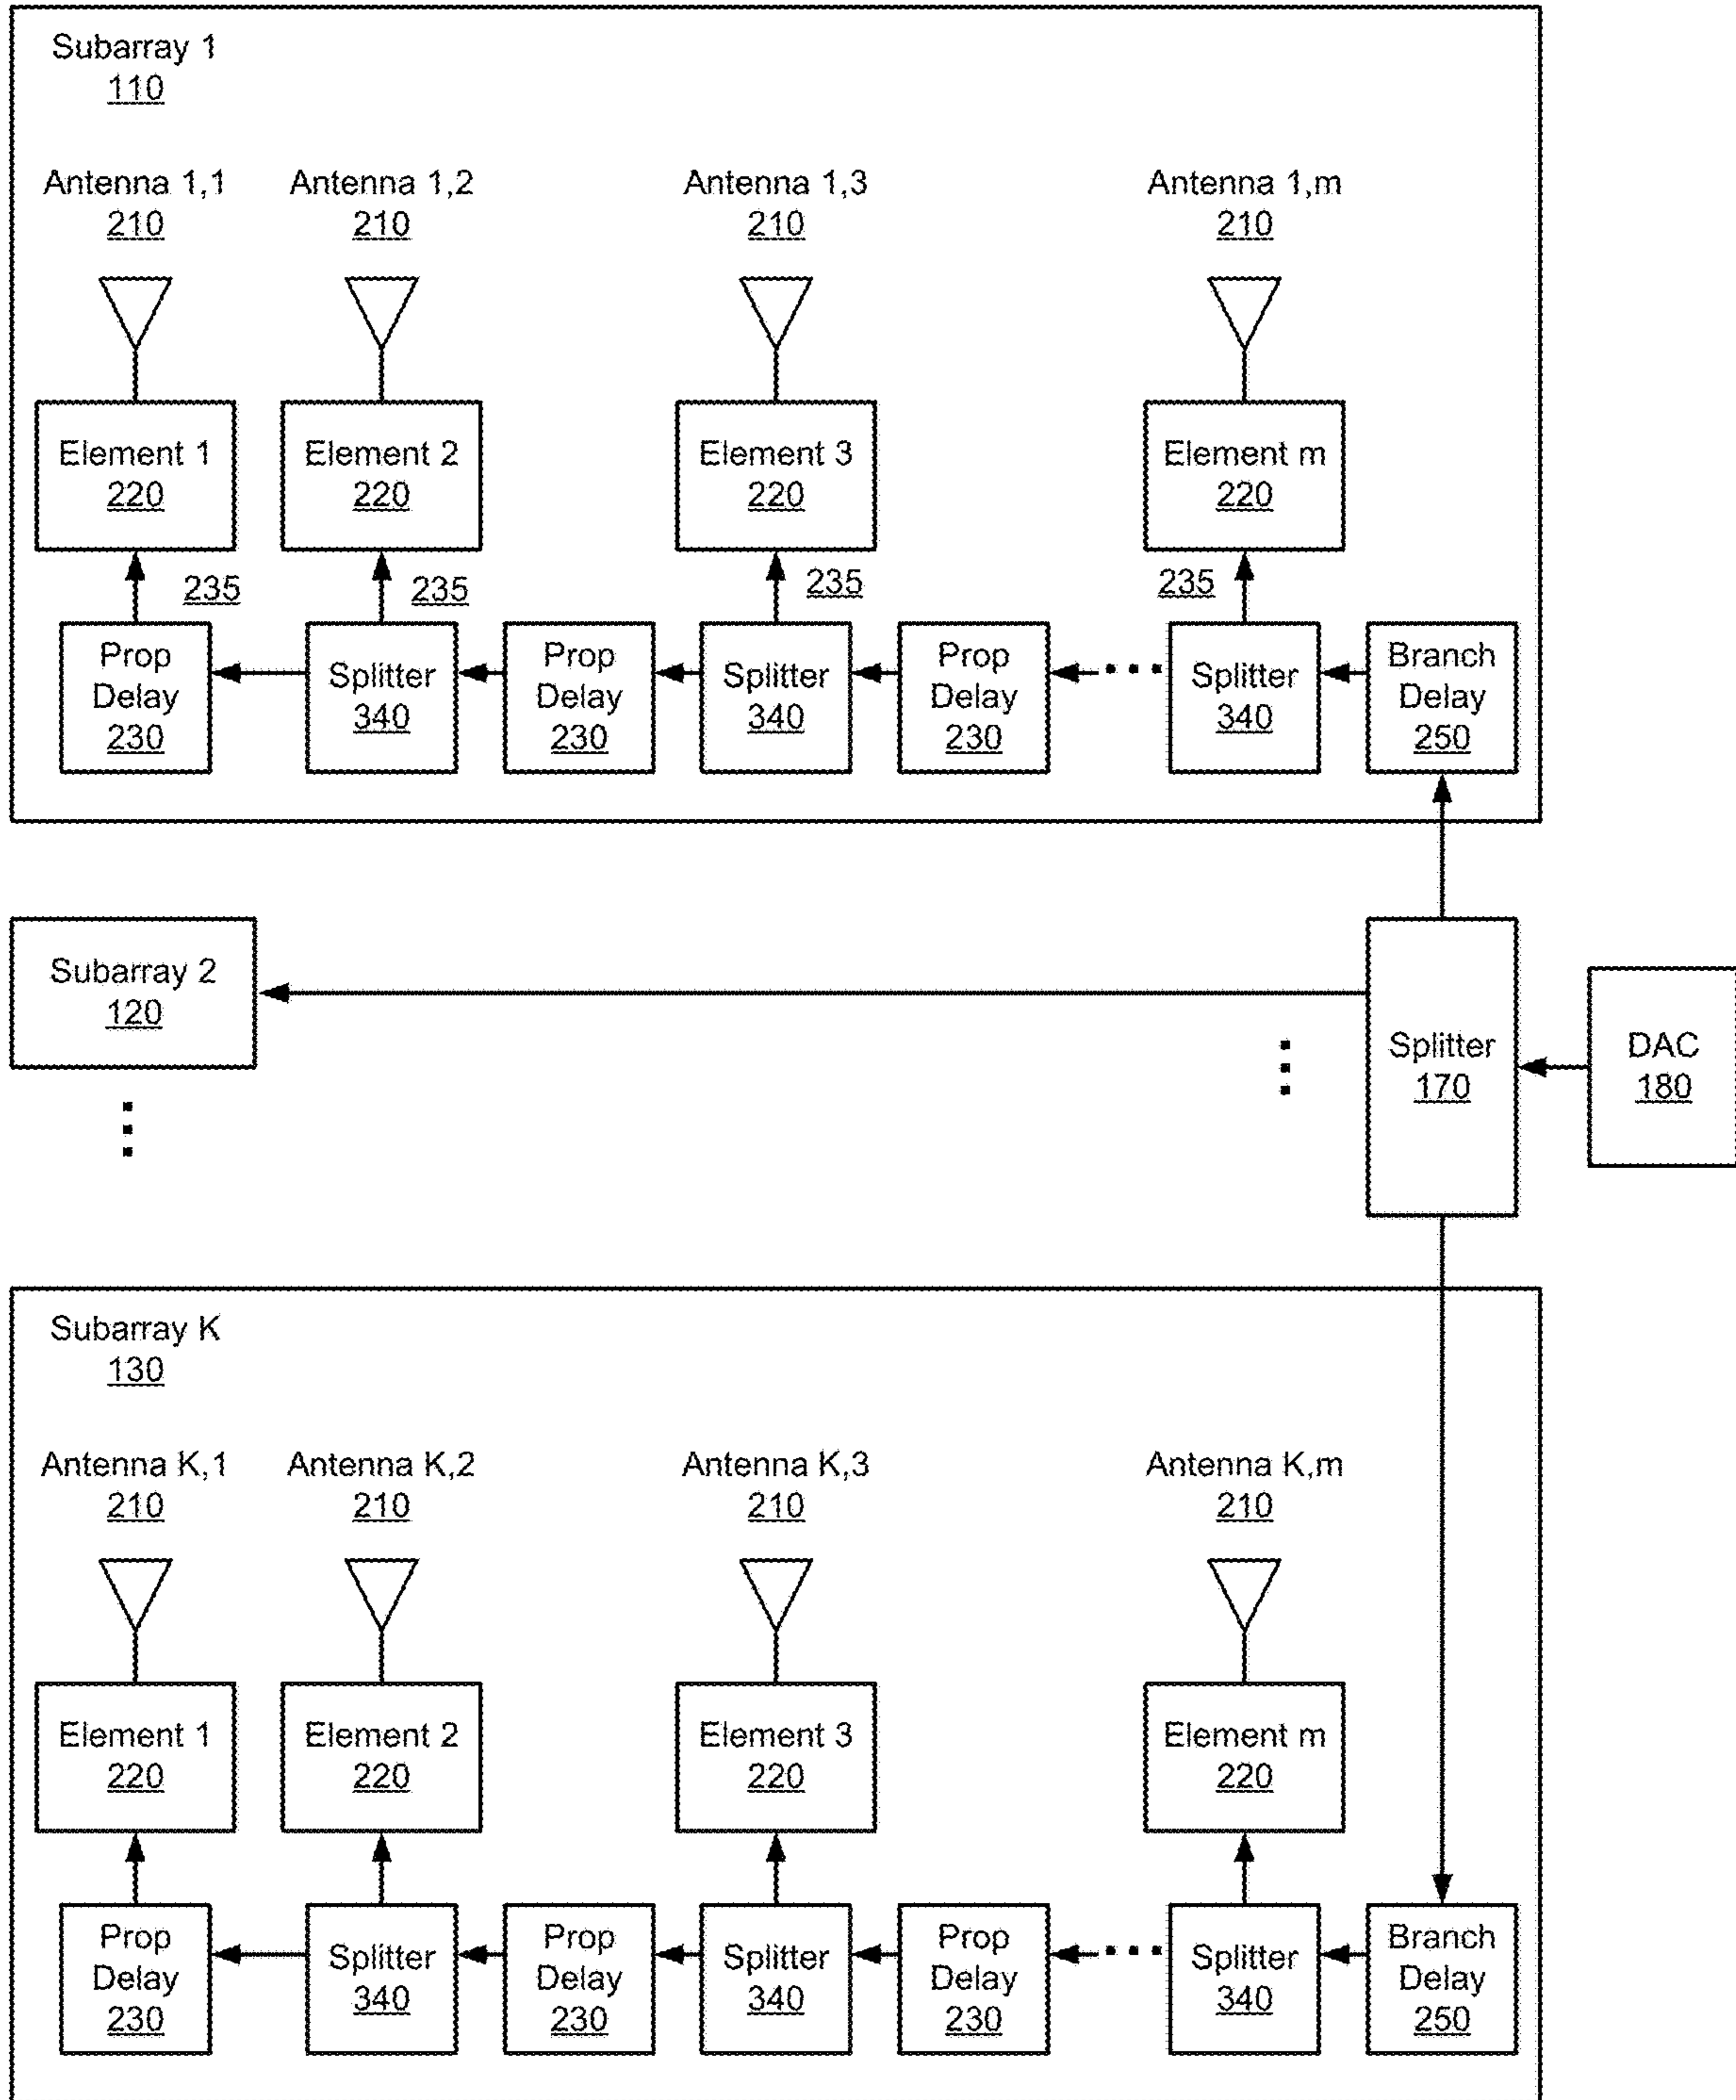 Subarray 1
110
Antenna 1,1 Antenna 1,2 Antenna 1,3 Antenna 1,m
210 210 210 210
Element 1 Element 2 Element 3 Element m
220 220 220 220
235 235 235 235
Prop Delay 230
Splitter 340
Prop Delay 230
Splitter 340
Prop Delay 230
Splitter 340
Branch Delay 250
Subarray 2
120
Splitter
170
DAC
180
Subarray K
130
Antenna K,1 Antenna K,2 Antenna K,3 Antenna K,m
210 210 210 210
Element 1 Element 2 Element 3 Element m
220 220 220 220
Prop Delay 230
Splitter 340
Prop Delay 230
Splitter 340
Prop Delay 230
Splitter 340
Branch Delay 250